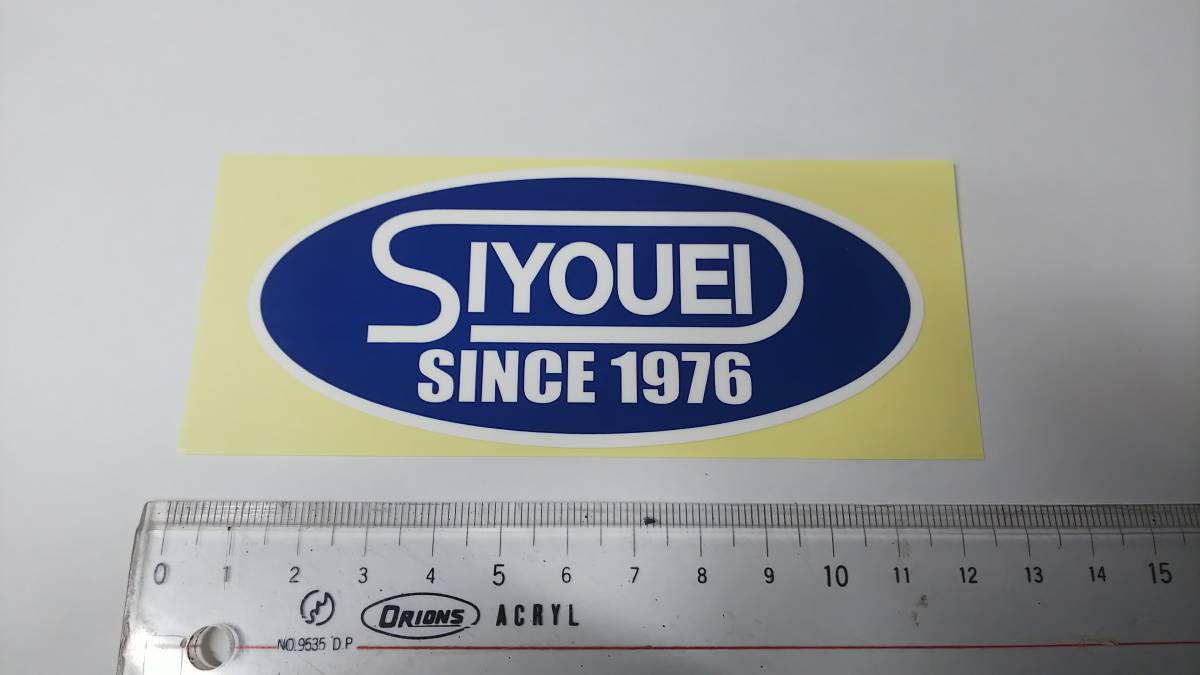 SIYOUEI
SINCE 1976
0 1 2 3 4 5 6 7 8 9 10 11 12 13 14 15
ORIONS ACRYL
NO.9535 D.P